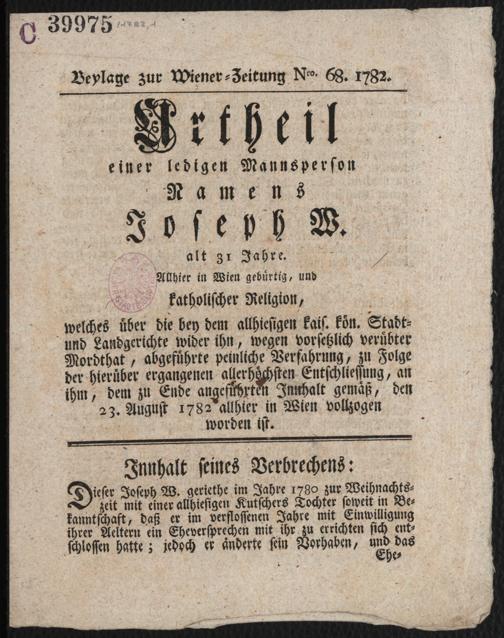 C 39975 /1782,1
Beylage zur Wiener-Zeitung Nro. 68. 1782.
Urtheil
einer ledigen Mannsperson
Namens
Joseph W.
alt 31 Jahre.
Allhier in Wien gebürtig, und
katholischer Religion,
welches über die bey dem allhiesigen kais. kön. Stadt-
und Landgerichte wider ihn, wegen vorsetzlich verübter
Mordthat, abgeführte peinliche Verfahrung, zu Folge
der hierüber ergangenen allerhöchsten Entschliessung, an
ihm, dem zu Ende angeführten Innhalt gemäß, den
23. August 1782 allhier in Wien vollzogen
worden ist.
Innhalt seines Verbrechens:
Dieser Joseph W. geriethe im Jahre 1780 zur Weihnachts-
zeit mit einer allhiesigen Kutschers Tochter soweit in Be-
kanntschaft, daß er im verflossenen Jahre mit Einwilligung
ihrer Aeltern ein Eheversprechen mit ihr zu errichten sich ent-
schlossen hatte; jedoch er änderte sein Vorhaben, und das
Ehe-